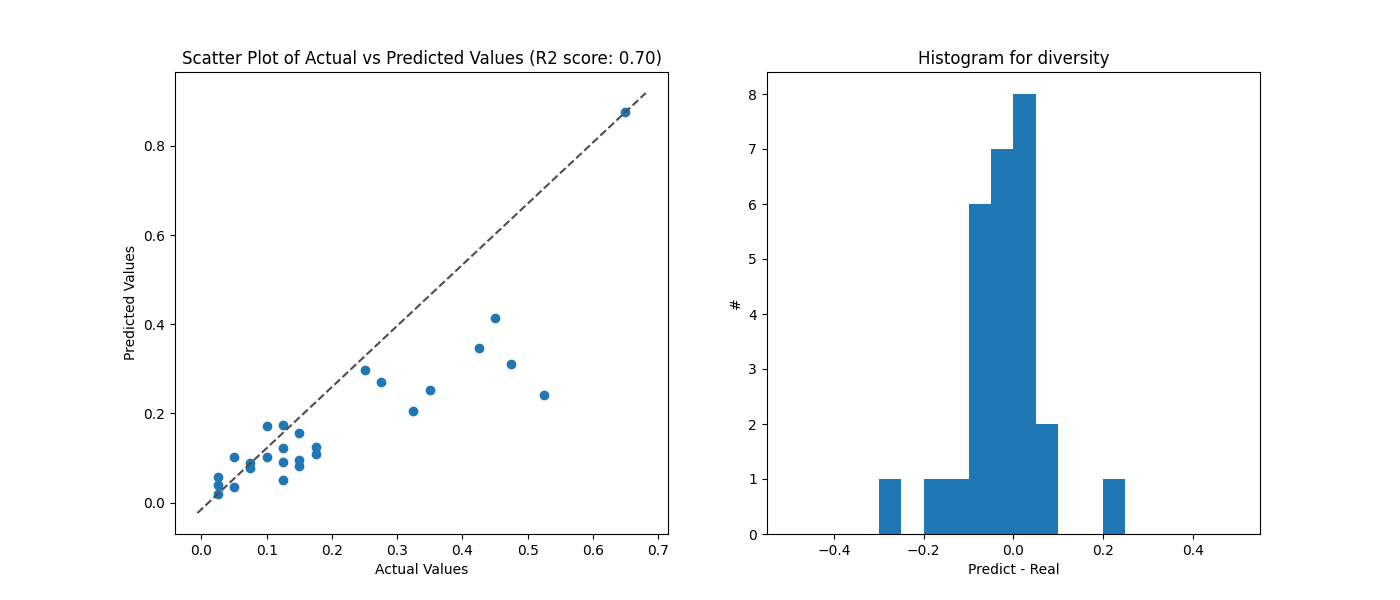 Scatter Plot of Actual vs Predicted Values (R2 score: 0.70)
Predicted Values
0.8
0.6
0.4
0.2
0.0
0.0 0.1 0.2 0.3 0.4 0.5 0.6 0.7
Actual Values
Histogram for diversity
#
8
7
6
5
4
3
2
1
0
−0.4 −0.2 0.0 0.2 0.4
Predict - Real